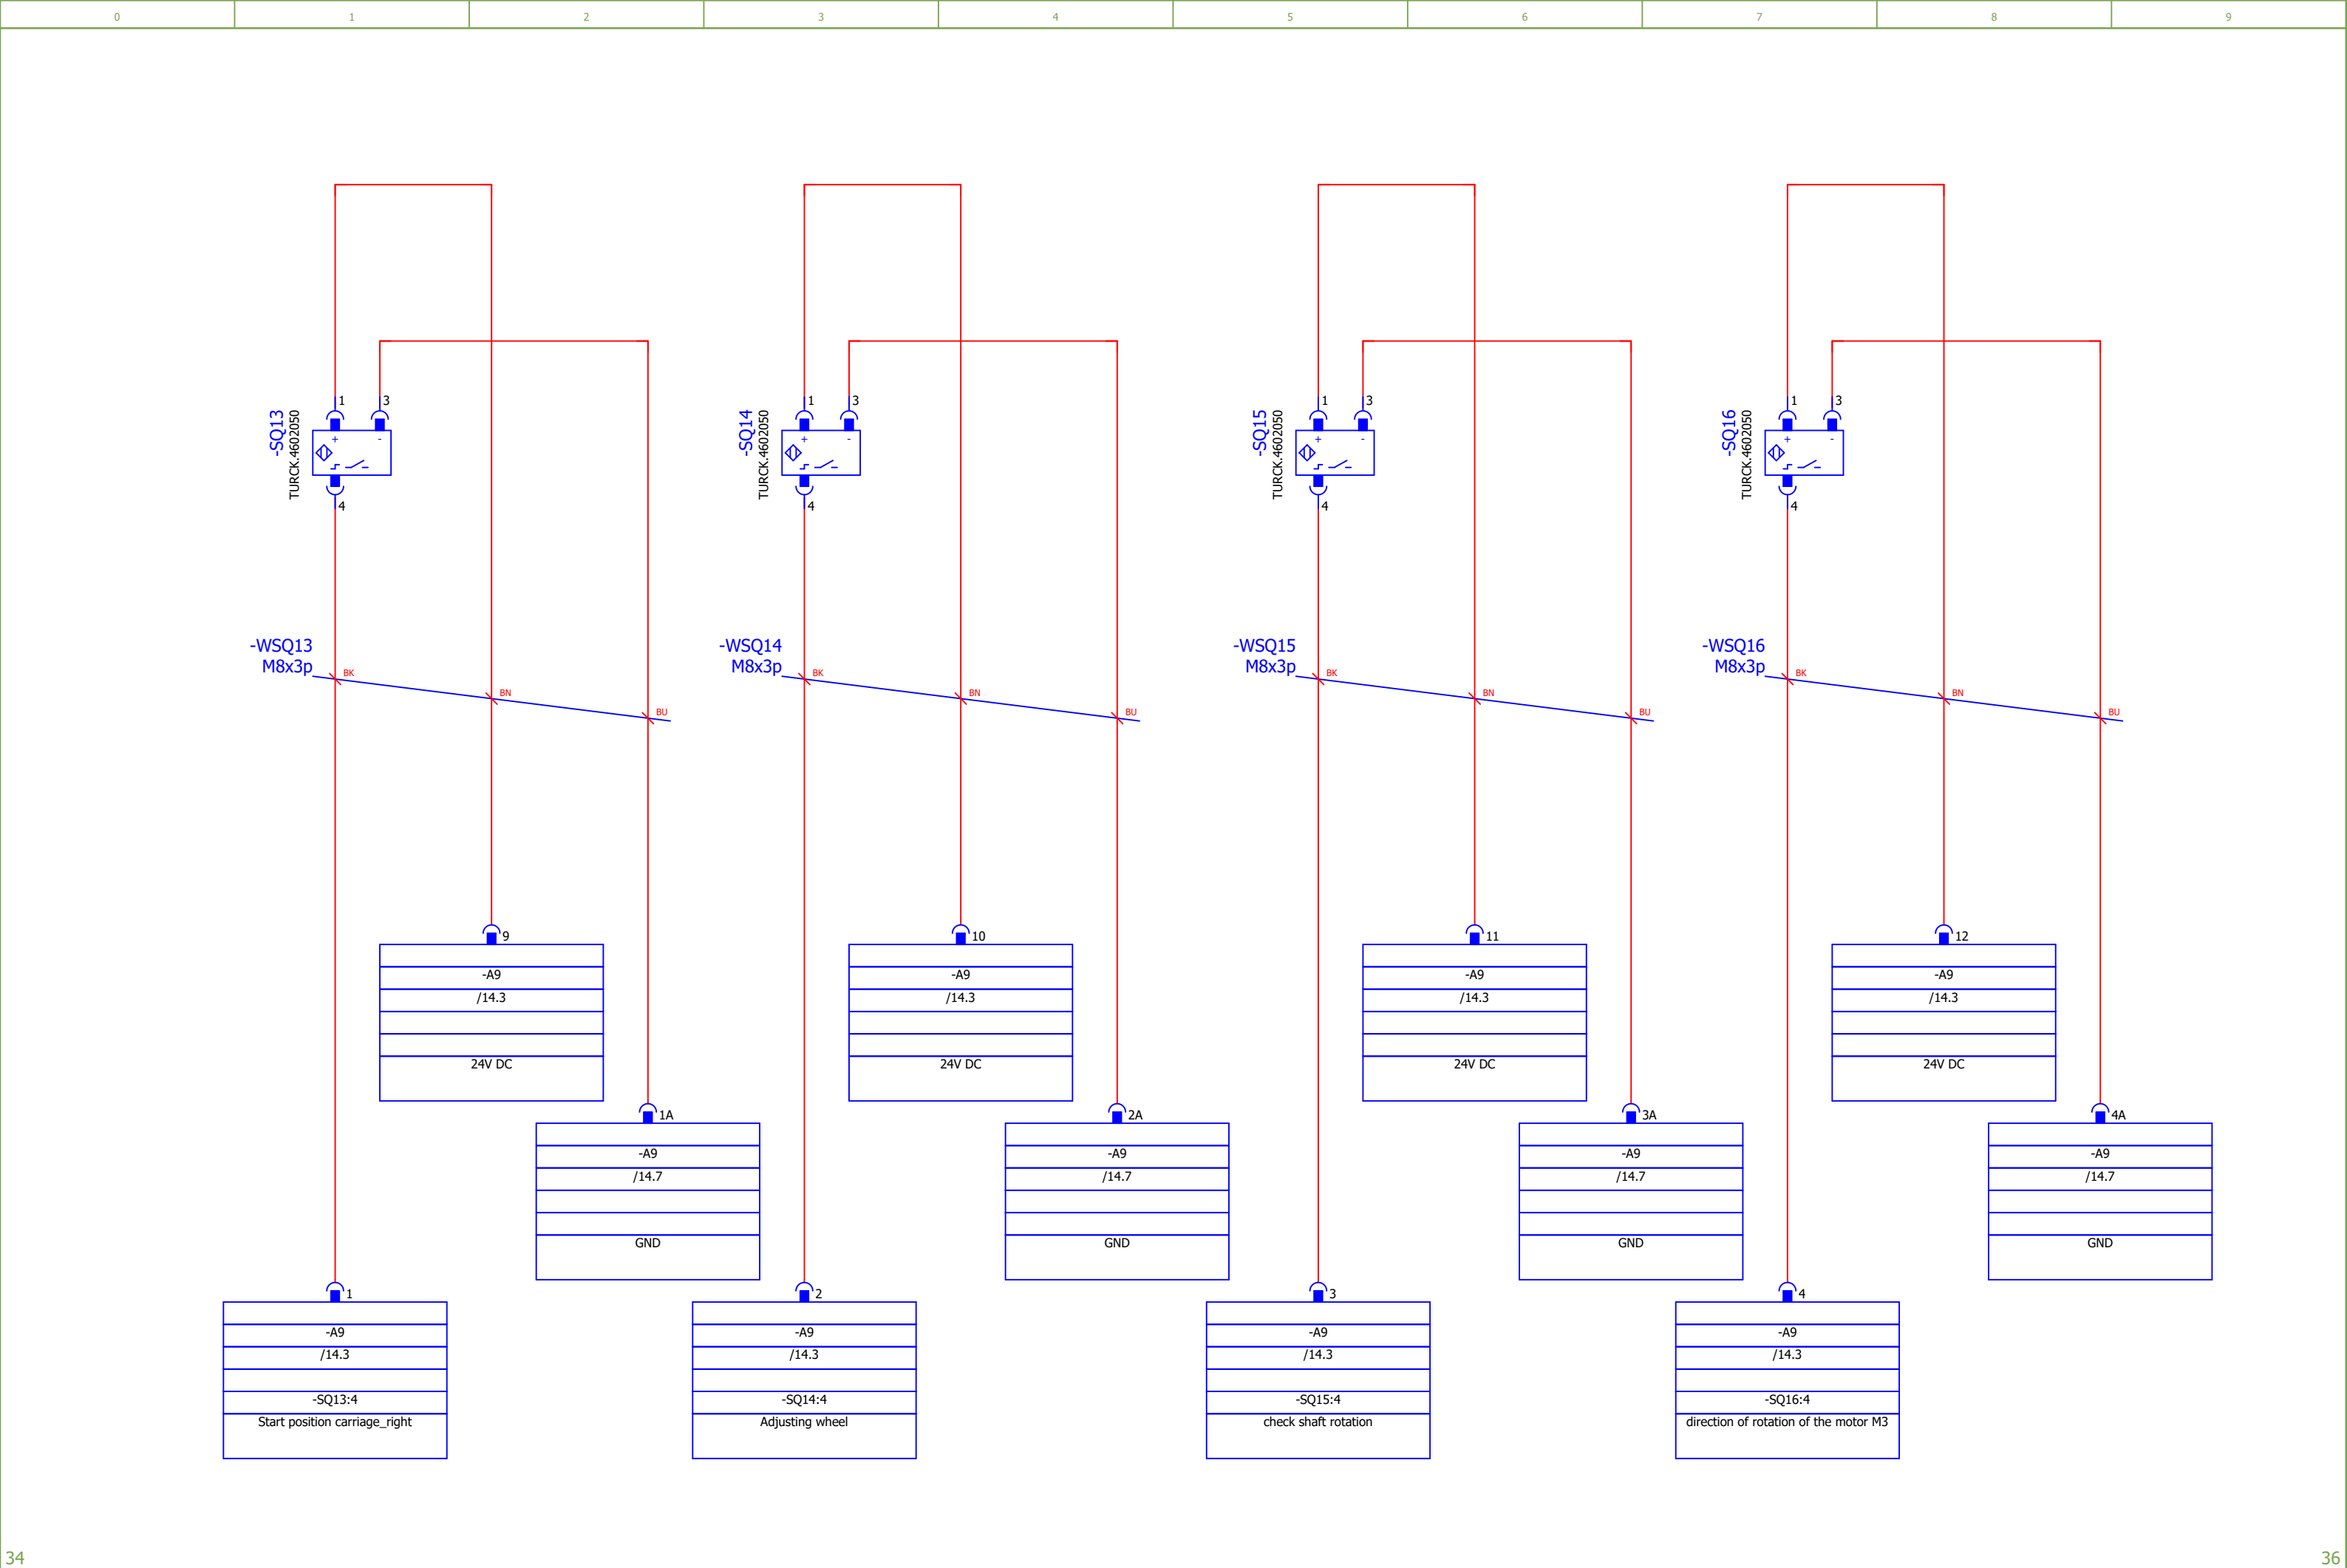 0 1 2 3 4 5 6 7 8 9
1 3 1 3 1 3 1 3
-SQ13 -SQ14 -SQ15 -SQ16
TURCK.4602050 TURCK.4602050 TURCK.4602050 TURCK.4602050
+ - + - + - + -
4 4 4 4
-WSQ13 -WSQ14 -WSQ15 -WSQ16
M8x3p M8x3p M8x3p M8x3p
BK BK BK BK
BN BN BN BN
BU BU BU BU
9 10 11 12
-A9 -A9 -A9 -A9
/14.3 /14.3 /14.3 /14.3
24V DC 24V DC 24V DC 24V DC
1A 2A 3A 4A
-A9 -A9 -A9 -A9
/14.7 /14.7 /14.7 /14.7
GND GND GND GND
1 2 3 4
-A9 -A9 -A9 -A9
/14.3 /14.3 /14.3 /14.3
-SQ13:4 -SQ14:4 -SQ15:4 -SQ16:4
Start position carriage_right Adjusting wheel check shaft rotation direction of rotation of the motor M3
34 36